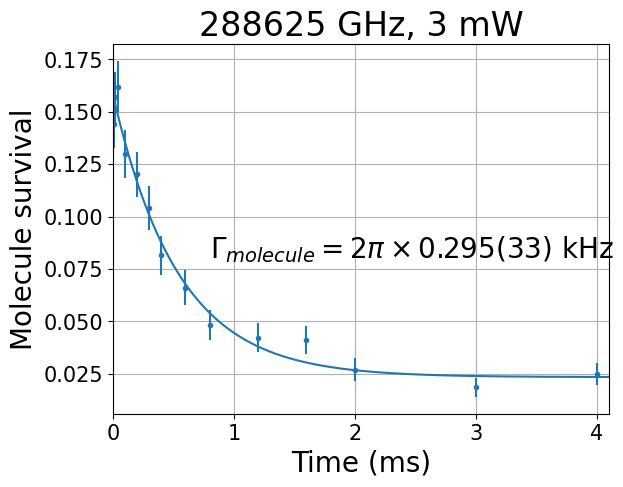 288625 GHz, 3 mW
Molecule survival
0.175
0.150
0.125
0.100
0.075
0.050
0.025
Γ_molecule = 2π × 0.295(33) kHz
0 1 2 3 4
Time (ms)